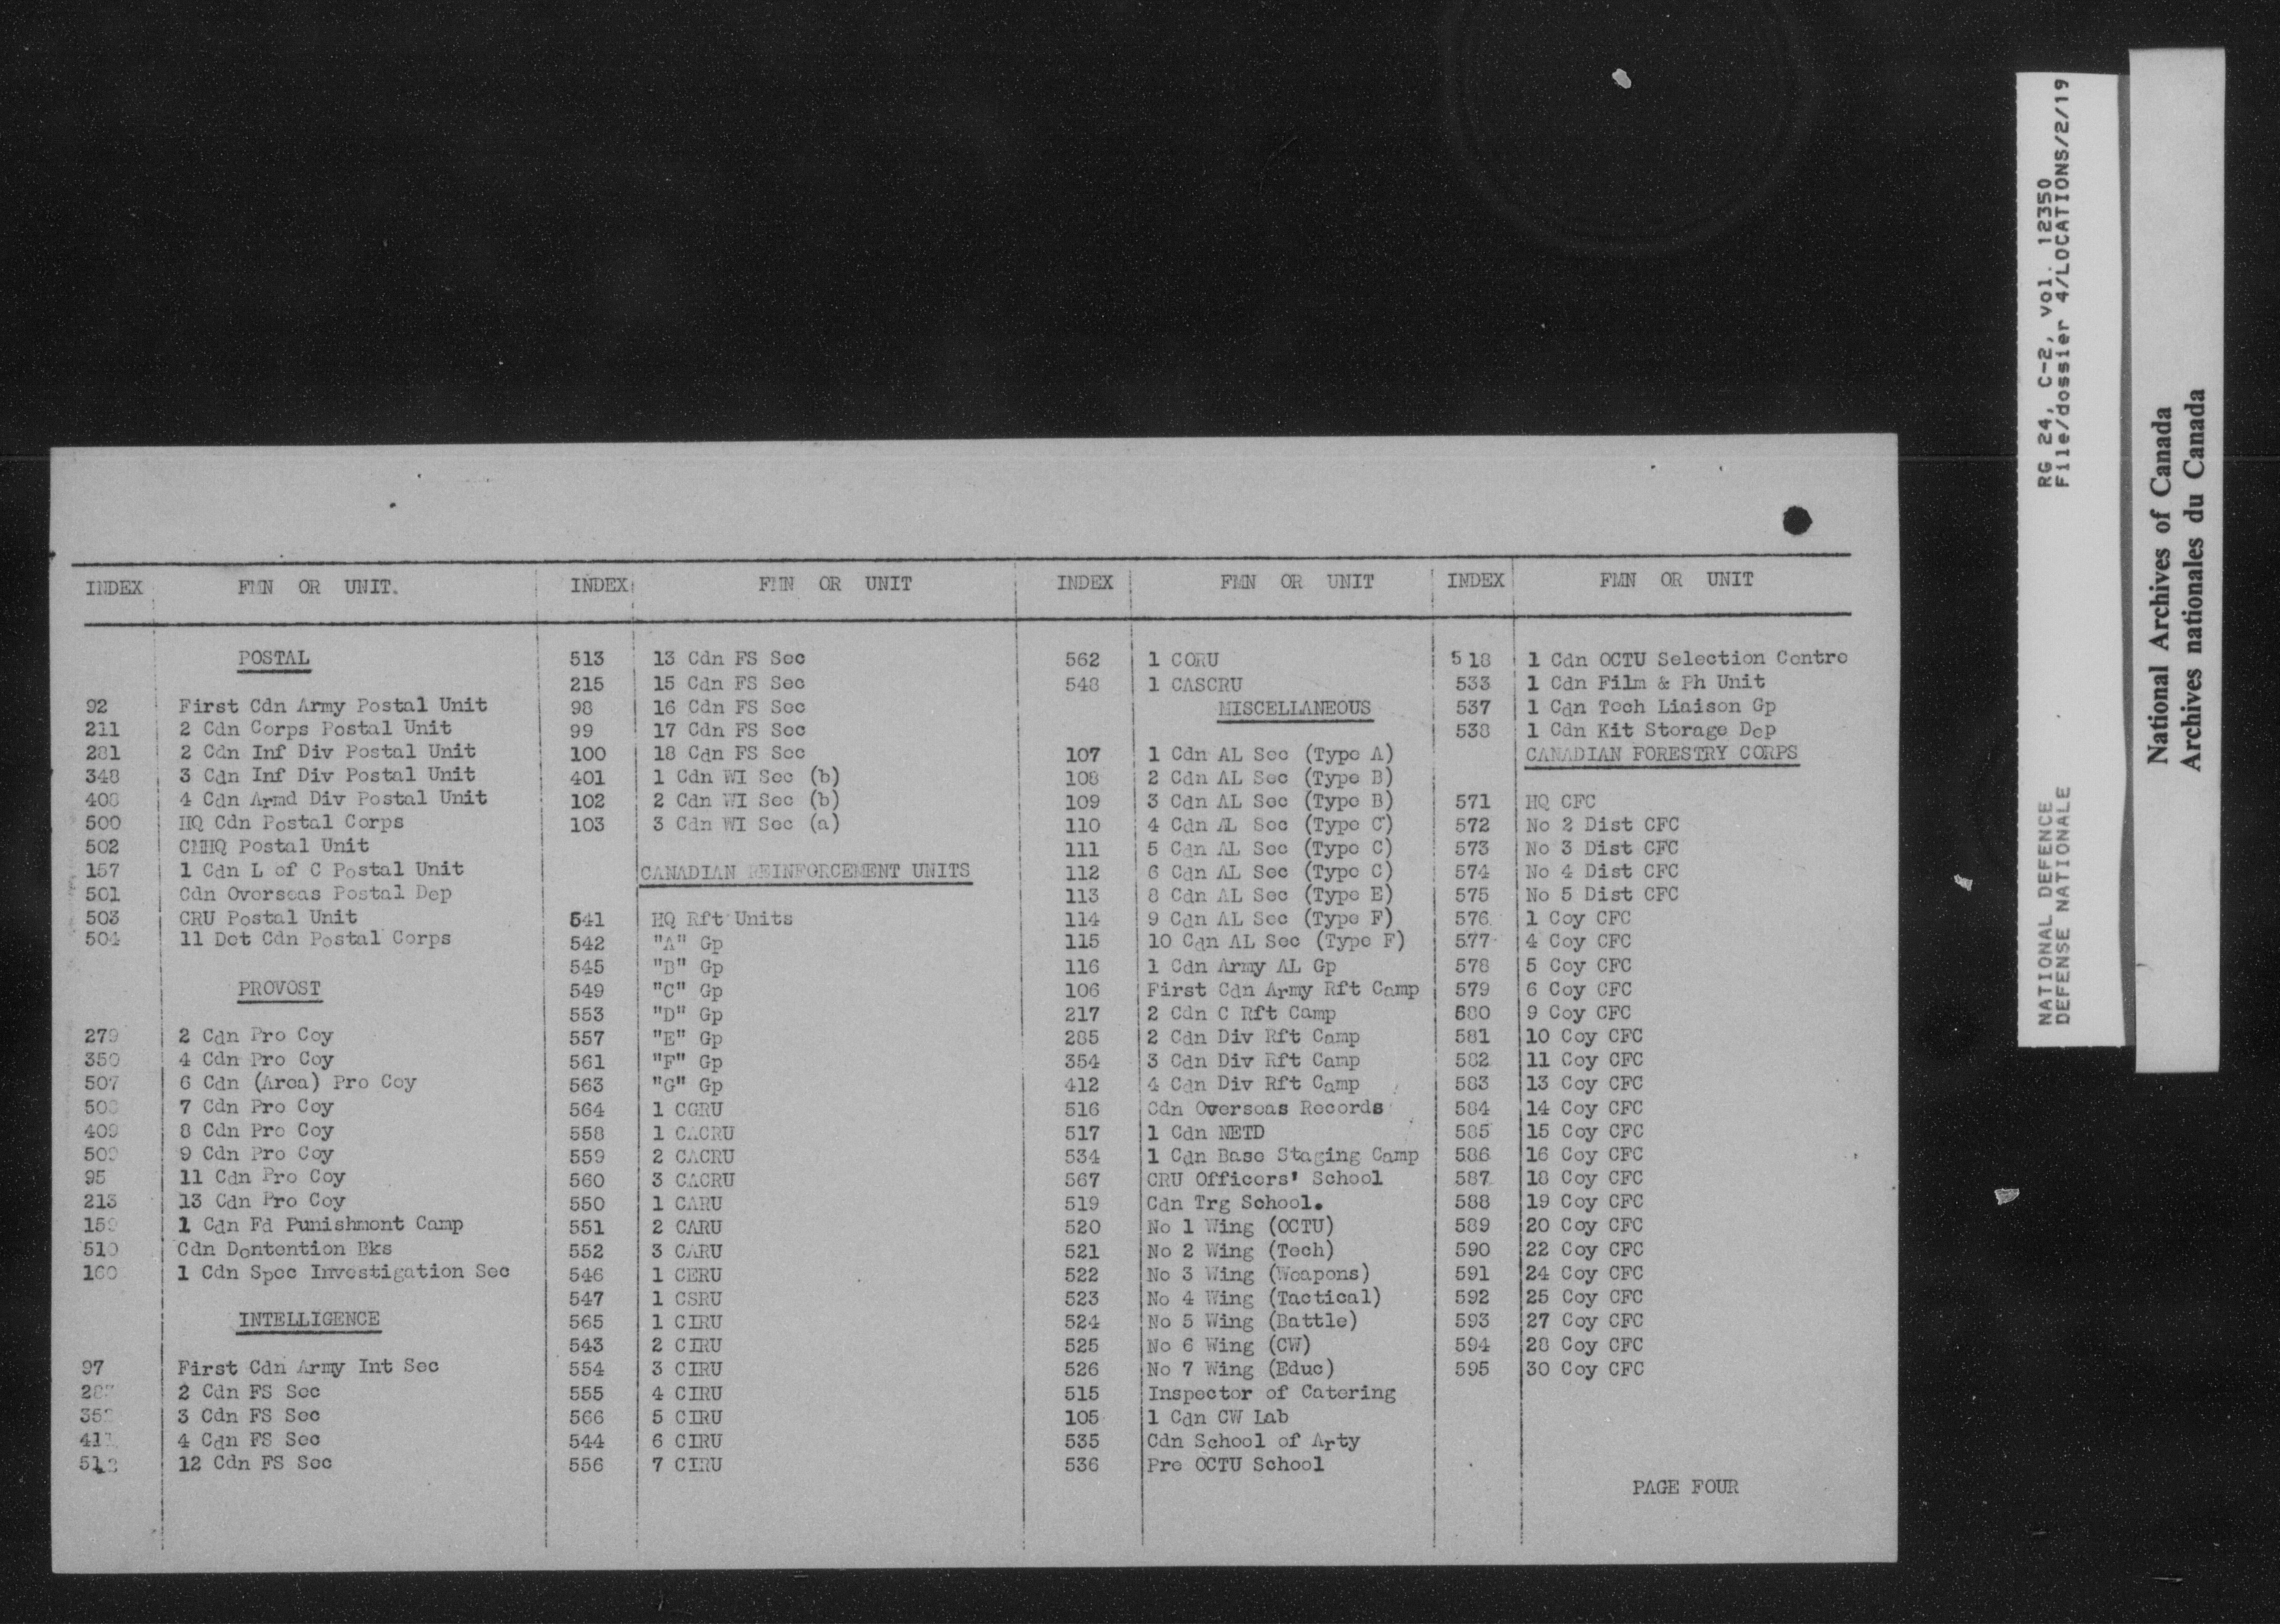 INDEX FMN OR UNIT.
POSTAL
92 First Cdn Army Postal Unit
211 2 Cdn Corps Postal Unit
281 2 Cdn Inf Div Postal Unit
348 3 Cdn Inf Div Postal Unit
408 4 Cdn Armd Div Postal Unit
500 HQ Cdn Postal Corps
502 CMHQ Postal Unit
157 1 Cdn L of C Postal Unit
501 Cdn Overseas Postal Dep
503 CRU Postal Unit
504 11 Det Cdn Postal Corps
PROVOST
279 2 Cdn Pro Coy
350 4 Cdn Pro Coy
507 6 Cdn (Area) Pro Coy
7 Cdn Pro Coy
409 8 Cdn Pro Coy
9 Cdn Pro Coy
95 11 Cdn Pro Coy
213 13 Cdn Pro Coy
1 Cdn Fd Punishment Camp
510 Cdn Dentention Bks
160 1 Cdn Spec Investigation Sec
INTELLIGENCE
97 First Cdn Army Int Sec
2 Cdn FS Sec
3 Cdn FS Sec
4 Cdn FS Sec
12 Cdn FS Sec
INDEX FMN OR UNIT
513 13 Cdn FS Sec
215 15 Cdn FS Sec
98 16 Cdn FS Sec
99 17 Cdn FS Sec
100 18 Cdn FS Sec
401 1 Cdn WI Sec (b)
102 2 Cdn WI Sec (b)
103 3 Cdn WI Sec (a)
CANADIAN REINFORCEMENT UNITS
541 HQ Rft Units
542 "A" Gp
545 "B" Gp
549 "C" Gp
553 "D" Gp
557 "E" Gp
561 "F" Gp
563 "G" Gp
564 1 CGRU
558 1 CACRU
559 2 CACRU
560 3 CACRU
550 1 CARU
551 2 CARU
552 3 CARU
546 1 CERU
547 1 CSRU
565 1 CIRU
543 2 CIRU
554 3 CIRU
555 4 CIRU
566 5 CIRU
544 6 CIRU
556 7 CIRU
INDEX FMN OR UNIT
562 1 CORU
548 1 CASCRU
MISCELLANEOUS
107 1 Cdn AL Sec (Type A)
108 2 Cdn AL Sec (Type B)
109 3 Cdn AL Sec (Type B)
110 4 Cdn AL Sec (Type C)
111 5 Cdn AL Sec (Type C)
112 6 Cdn AL Sec (Type C)
113 8 Cdn AL Sec (Type E)
114 9 Cdn AL Sec (Type F)
115 10 Cdn AL Sec (Type F)
116 1 Cdn Army AL Gp
106 First Cdn Army Rft Camp
217 2 Cdn C Rft Camp
285 2 Cdn Div Rft Camp
354 3 Cdn Div Rft Camp
412 4 Cdn Div Rft Camp
516 Cdn Overseas Records
517 1 Cdn NETD
534 1 Cdn Base Staging Camp
567 CRU Officers' School
519 Cdn Trg School.
520 No 1 Wing (OCTU)
521 No 2 Wing (Tech)
522 No 3 Wing (Weapons)
523 No 4 Wing (Tactical)
524 No 5 Wing (Battle)
525 No 6 Wing (CW)
526 No 7 Wing (Educ)
515 Inspector of Catering
105 1 Cdn CW Lab
535 Cdn School of Arty
536 Pre OCTU School
INDEX FMN OR UNIT
518 1 Cdn OCTU Selection Centre
533 1 Cdn Film & Ph Unit
537 1 Cdn Tech Liaison Gp
538 1 Cdn Kit Storage Dep
CANADIAN FORESTRY CORPS
571 HQ CFC
572 No 2 Dist CFC
573 No 3 Dist CFC
574 No 4 Dist CFC
575 No 5 Dist CFC
576 1 Coy CFC
577 4 Coy CFC
578 5 Coy CFC
579 6 Coy CFC
580 9 Coy CFC
581 10 Coy CFC
582 11 Coy CFC
583 13 Coy CFC
584 14 Coy CFC
585 15 Coy CFC
586 16 Coy CFC
587 18 Coy CFC
588 19 Coy CFC
589 20 Coy CFC
590 22 Coy CFC
591 24 Coy CFC
592 25 Coy CFC
593 27 Coy CFC
594 28 Coy CFC
595 30 Coy CFC
PAGE FOUR
NATIONAL DEFENCE RG 24, C-2, vol. 12350
DEFENSE NATIONALE File/dossier 4/LOCATIONS/2/19
National Archives of Canada
Archives nationales du Canada